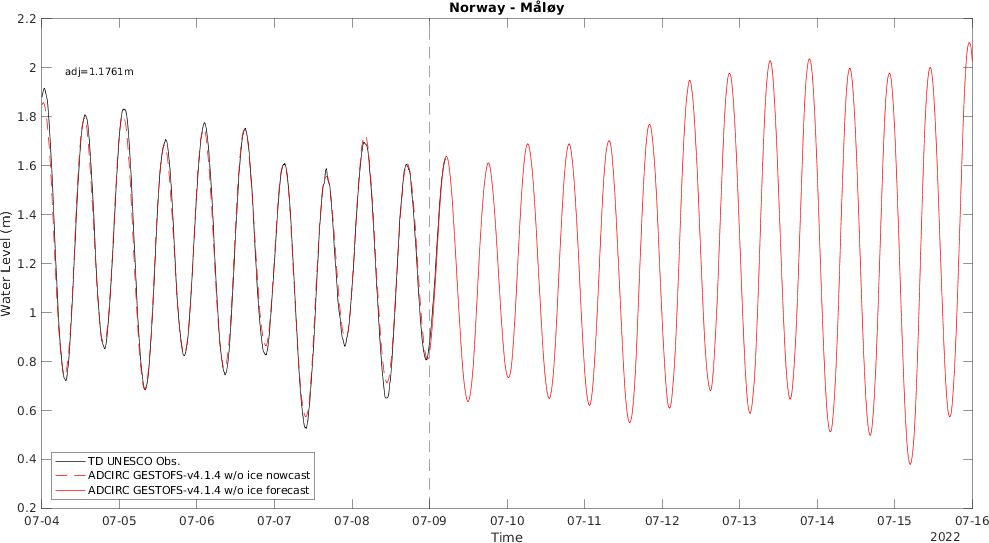 Norway - Måløy
2.2
2
1.8
1.6
1.4
1.2
1
0.8
0.6
0.4
0.2
Water Level (m)
adj=1.1761m
TD UNESCO Obs.
ADCIRC GESTOFS-v4.1.4 w/o ice nowcast
ADCIRC GESTOFS-v4.1.4 w/o ice forecast
07-04 07-05 07-06 07-07 07-08 07-09 07-10 07-11 07-12 07-13 07-14 07-15 07-16
Time
2022